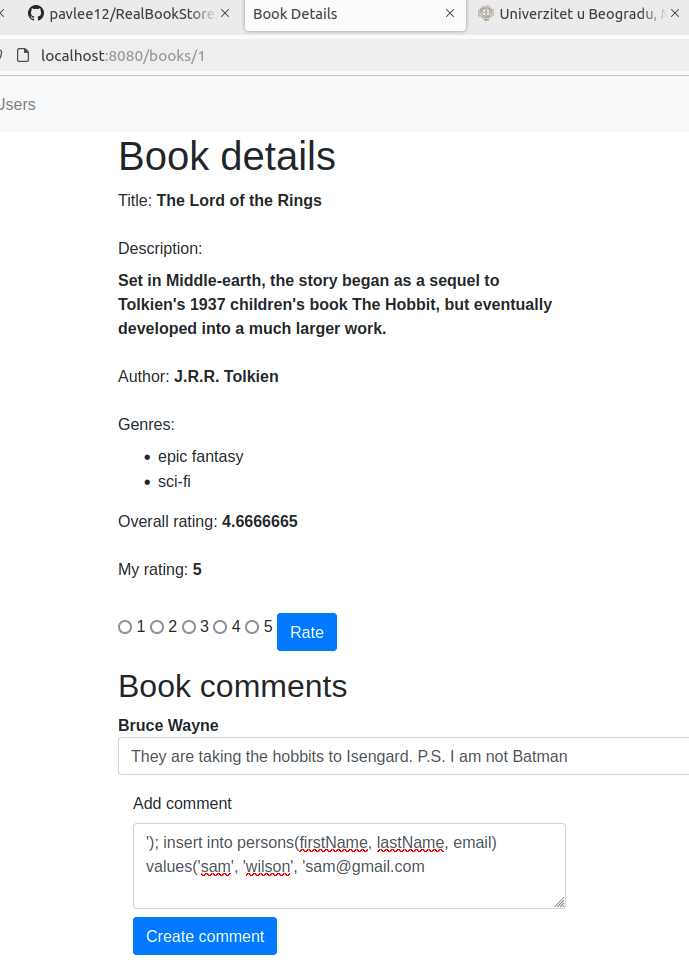 pavlee12/RealBookStore
Book Details
Univerzitet u Beogradu,
localhost:8080/books/1
Users
Book details
Title: The Lord of the Rings
Description:
Set in Middle-earth, the story began as a sequel to
Tolkien's 1937 children's book The Hobbit, but eventually
developed into a much larger work.
Author: J.R.R. Tolkien
Genres:
• epic fantasy
• sci-fi
Overall rating: 4.6666665
My rating: 5
1 2 3 4 5 Rate
Book comments
Bruce Wayne
They are taking the hobbits to Isengard. P.S. I am not Batman
Add comment
'); insert into persons(firstName, lastName, email)
values('sam', 'wilson', 'sam@gmail.com
Create comment